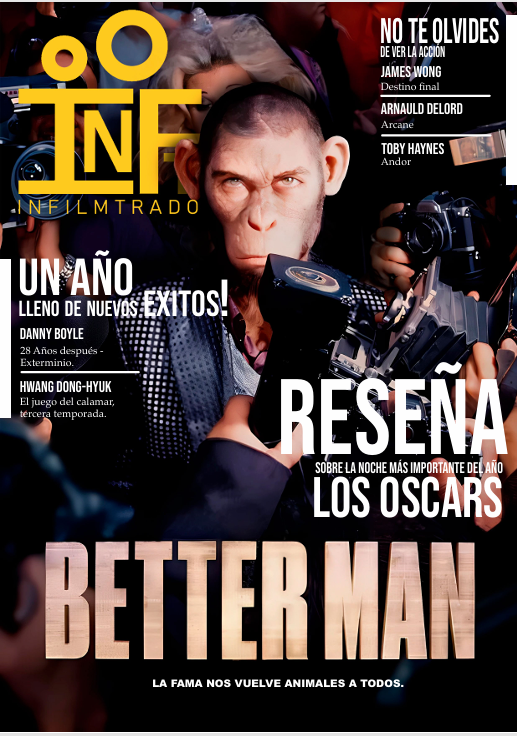 INF
INFILMTRADO
NO TE OLVIDES
DE VER LA ACCIÓN
JAMES WONG
Destino final
ARNAULD DELORD
Arcane
TOBY HAYNES
Andor
UN AÑO
LLENO DE NUEVOS EXITOS!
DANNY BOYLE
28 Años después -
Exterminio.
HWANG DONG-HYUK
El juego del calamar,
tercera temporada.
RESEÑA
SOBRE LA NOCHE MÁS IMPORTANTE DEL AÑO
LOS OSCARS
BETTER MAN
LA FAMA NOS VUELVE ANIMALES A TODOS.